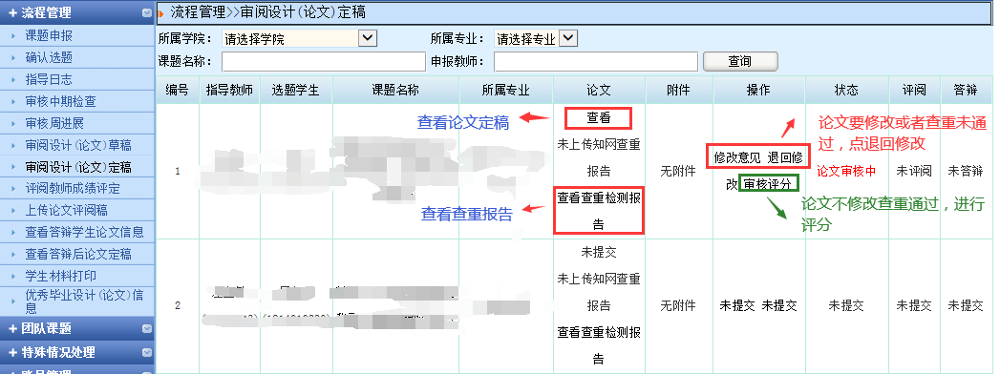 流程管理
课题申报
确认选题
指导日志
审核中期检查
审核周进展
审阅设计(论文)草稿
审阅设计(论文)定稿
评阅教师成绩评定
上传论文评阅稿
查看答辩学生论文信息
查看答辩后论文定稿
学生材料打印
优秀毕业设计(论文)信
息
团队课题
特殊情况处理
流程管理>>审阅设计(论文)定稿
所属学院： 请选择学院 所属专业： 请选择专业
课题名称： 申报教师： 查询
编号 指导教师 选题学生 课题名称 所属专业 论文 附件 操作 状态 评阅 答辩
查看论文定稿
查看
未上传知网查重
报告
查看查重检测报
告
查看查重报告
1
无附件
修改意见 退回修
改 审核评分
论文审核中
未评阅
未答辩
论文要修改或者查重未通
过，点退回修改
论文不修改查重通过，进行
评分
2
未提交
未上传知网查重
报告
查看查重检测报
告
无附件
未提交 未提交
未提交
未提交
未提交